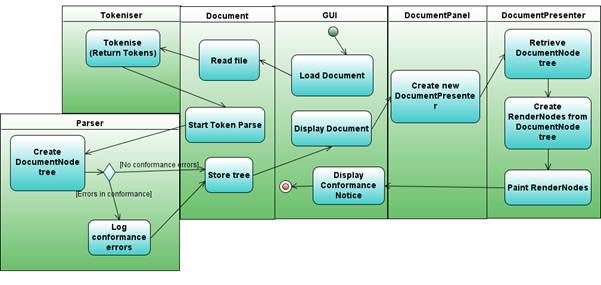 Tokeniser
Document
GUI
DocumentPanel
DocumentPresenter
Tokenise
(Return Tokens)
Read file
Load Document
Create new
DocumentPresente
r
Retrieve
DocumentNode
tree
Start Token Parse
Display Document
Create
RenderNodes from
DocumentNode
tree
Parser
Create
DocumentNode
tree
[No conformance errors]
[Errors in conformance]
Store tree
Display
Conformance
Notice
Paint RenderNodes
Log
conformance
errors